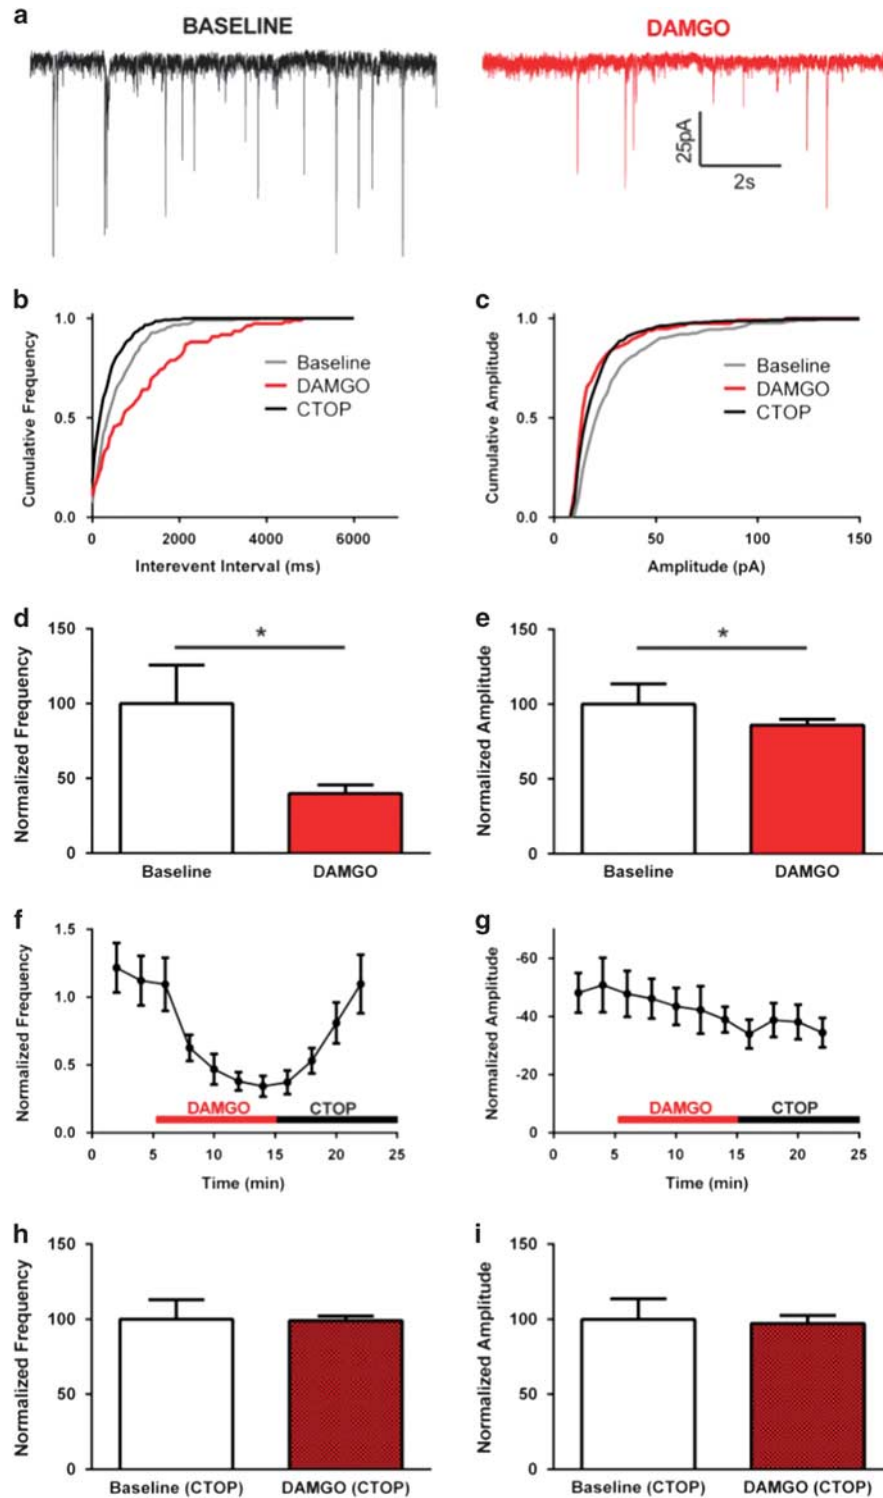 a
BASELINE
DAMGO
25pA
2s
b
Cumulative Frequency
1.0
0.5
0.0
Baseline
DAMGO
CTOP
0 2000 4000 6000
Interevent Interval (ms)
c
Cumulative Amplitude
1.0
0.5
0.0
Baseline
DAMGO
CTOP
0 50 100 150
Amplitude (pA)
d
Normalized Frequency
150
100
50
0
*
Baseline DAMGO
e
Normalized Amplitude
150
100
50
0
*
Baseline DAMGO
f
Normalized Frequency
1.5
1.0
0.5
0.0
DAMGO CTOP
0 5 10 15 20 25
Time (min)
g
Normalized Amplitude
-60
-40
-20
0
DAMGO CTOP
0 5 10 15 20 25
Time (min)
h
Normalized Frequency
150
100
50
0
Baseline (CTOP) DAMGO (CTOP)
i
Normalized Amplitude
150
100
50
0
Baseline (CTOP) DAMGO (CTOP)